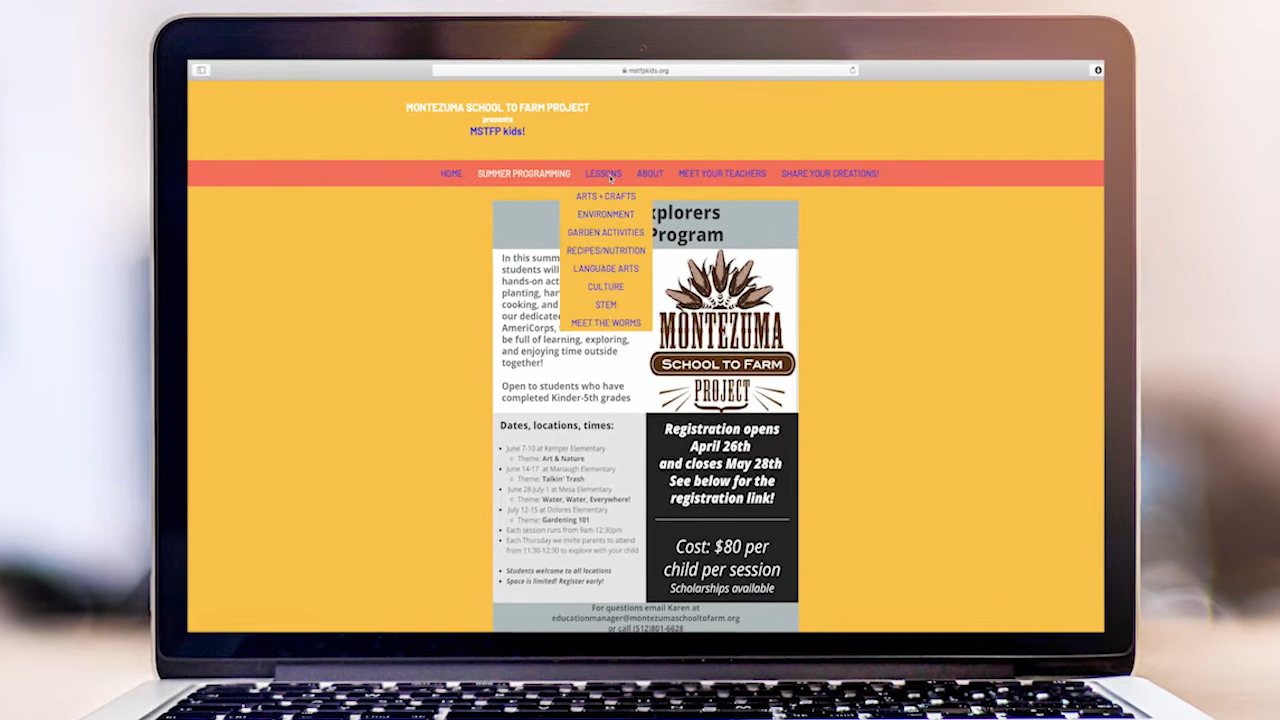 mstfpkids.org
MONTEZUMA SCHOOL TO FARM PROJECT
presents
MSTFP kids!
HOME SUMMER PROGRAMMING LESSONS ABOUT MEET YOUR TEACHERS SHARE YOUR CREATIONS!
ARTS + CRAFTS
ENVIRONMENT
GARDEN ACTIVITIES
RECIPES/NUTRITION
LANGUAGE ARTS
CULTURE
STEM
MEET THE WORMS
xplorers
Program
In this summ
students will
hands-on act
planting, har
cooking, and
our dedicate
AmeriCorps,
be full of learning, exploring,
and enjoying time outside
together!
Open to students who have
completed Kinder-5th grades
MONTEZUMA
SCHOOL TO FARM
PROJECT
Dates, locations, times:
June 7-10 at Kemper Elementary
Theme: Art & Nature
June 14-17 at Manaugh Elementary
Theme: Talkin' Trash
June 28-July 1 at Mesa Elementary
Theme: Water, Water, Everywhere!
July 12-15 at Dolores Elementary
Theme: Gardening 101
Each session runs from 9am-12:30pm
Each Thursday we invite parents to attend
from 11:30-12:30 to explore with your child
Students welcome to all locations
Space is limited! Register early!
Registration opens
April 26th
and closes May 28th
See below for the
registration link!
Cost: $80 per
child per session
Scholarships available
For questions email Karen at
educationmanager@montezumaschooltofarm.org
or call (512)801-6628